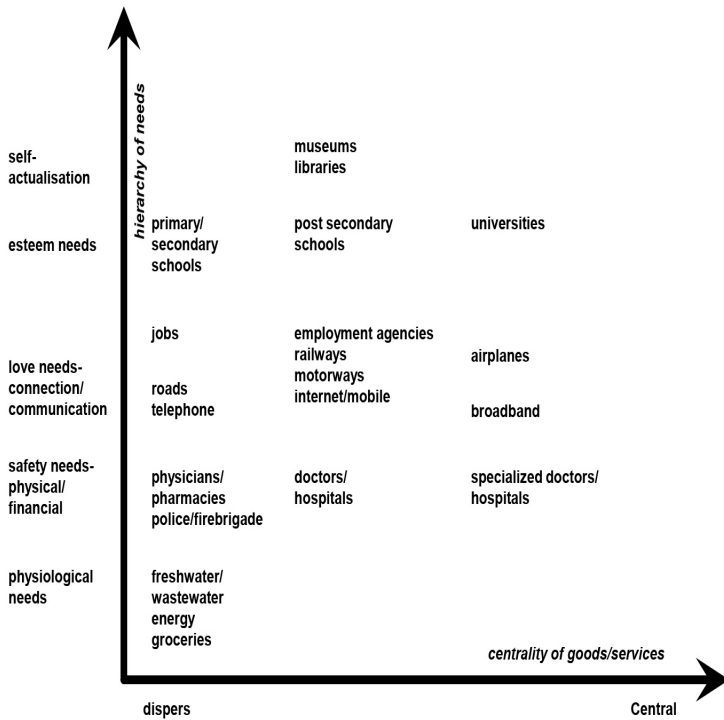 hierarchy of needs
self-
actualisation
museums
libraries
esteem needs
primary/
secondary
schools
post secondary
schools
universities
love needs-
connection/
communication
jobs
roads
telephone
employment agencies
railways
motorways
internet/mobile
airplanes
broadband
safety needs-
physical/
financial
physicians/
pharmacies
police/firebrigade
doctors/
hospitals
specialized doctors/
hospitals
physiological
needs
freshwater/
wastewater
energy
groceries
centrality of goods/services
dispers
Central